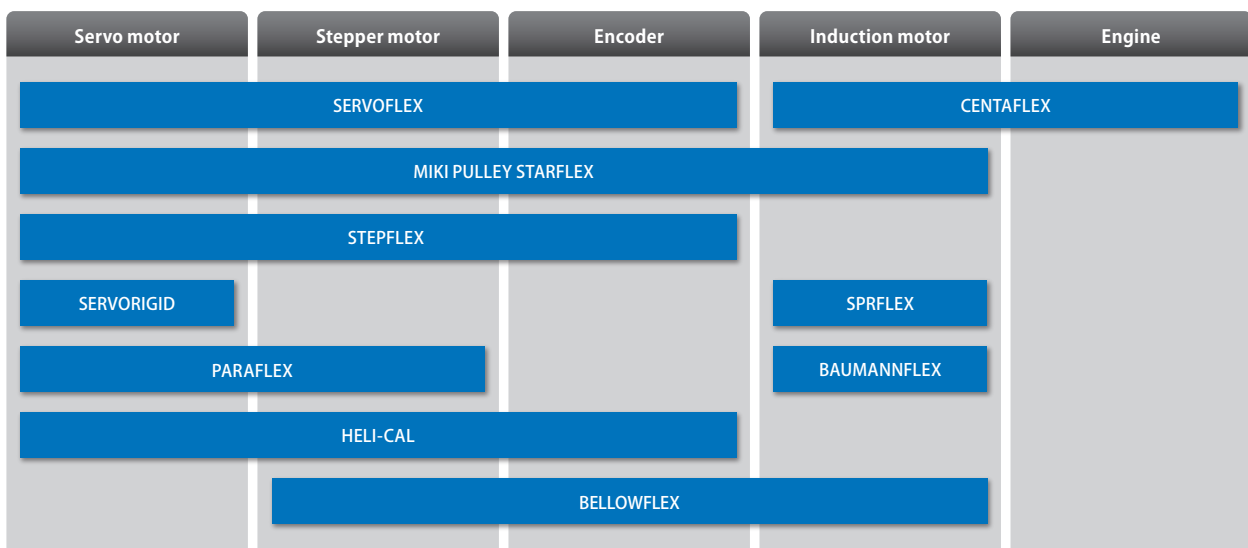 Servo motor Stepper motor Encoder Induction motor Engine
SERVOFLEX CENTAFLEX
MIKI PULLEY STARFLEX
STEPFLEX
SERVORIGID SPRFLEX
PARAFLEX BAUMANNFLEX
HELI-CAL
BELLOWFLEX